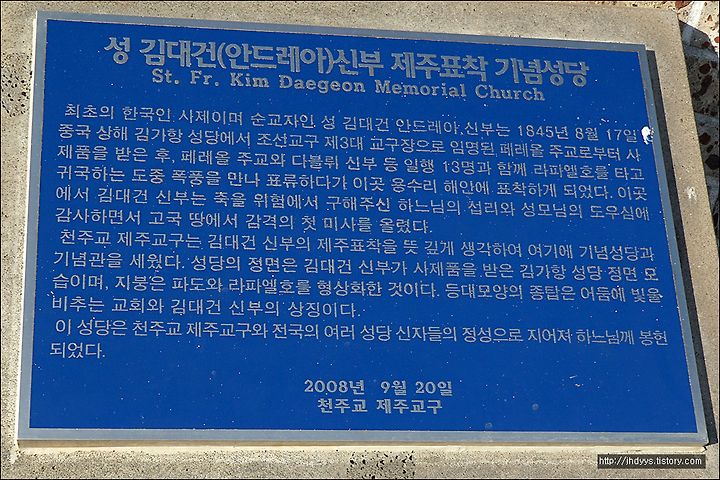 성 김대건(안드레아)신부 제주표착 기념성당
St. Fr. Kim Daegeon Memorial Church
최초의 한국인 사제이며 순교자인 성 김대건 안드레아 신부는 1845년 8월 17일
중국 상해 김가항 성당에서 조선교구 제3대 교구장으로 임명된 페레올 주교로부터 사
제품을 받은 후, 페레올 주교와 다블뤼 신부 등 일행 13명과 함께 라파엘호를 타고
귀국하는 도중 폭풍을 만나 표류하다가 이곳 용수리 해안에 표착하게 되었다. 이곳
에서 김대건 신부는 죽을 위험에서 구해주신 하느님의 섭리와 성모님의 도우심에
감사하면서 고국 땅에서 감격의 첫 미사를 올렸다.
천주교 제주교구는 김대건 신부의 제주표착을 뜻 깊게 생각하여 여기에 기념성당과
기념관을 세웠다. 성당의 정면은 김대건 신부가 사제품을 받은 김가항 성당 정면 모
습이며, 지붕은 파도와 라파엘호를 형상화한 것이다. 등대모양의 종탑은 어둠에 빛을
비추는 교회와 김대건 신부의 상징이다.
이 성당은 천주교 제주교구와 전국의 여러 성당 신자들의 정성으로 지어져 하느님께 봉헌
되었다.
2008년 9월 20일
천주교 제주교구
http://ihdyys.tistory.com